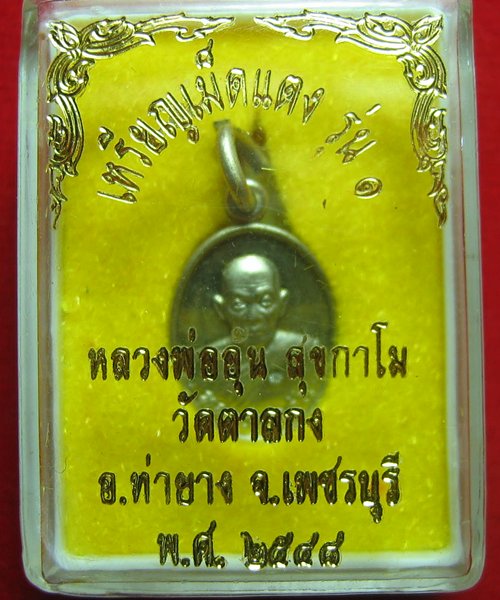 เหรียญเม็ดแตง รุ่น ๑
หลวงพ่ออุ้น สุขกาโม
วัดตาลกง
อ.ท่ายาง จ.เพชรบุรี
พ.ศ. ๒๕๔๘